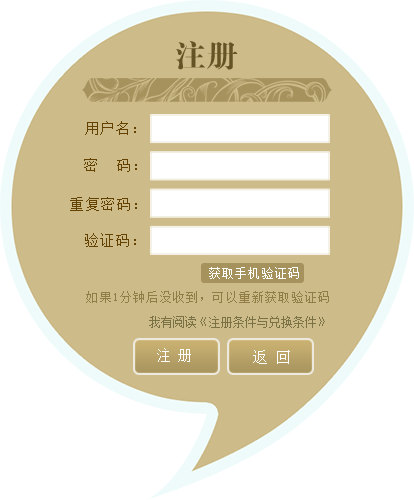 注册
用户名：
密　码：
重复密码：
验证码：
获取手机验证码
如果1分钟后没收到，可以重新获取验证码
我有阅读《注册条件与兑换条件》
注 册
返 回